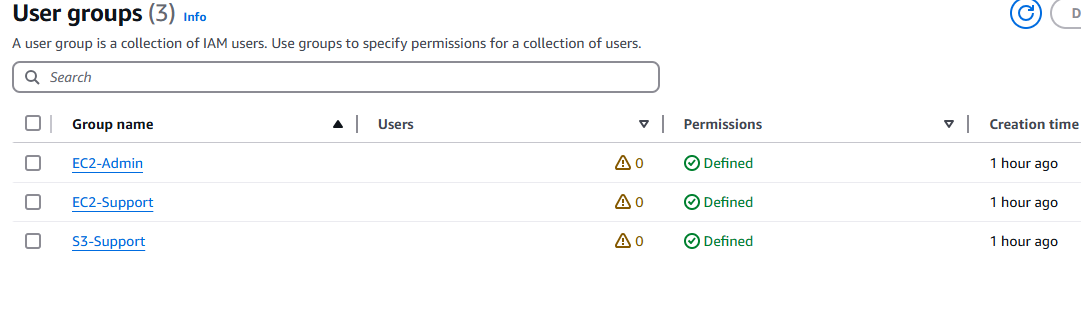 User groups (3) Info
A user group is a collection of IAM users. Use groups to specify permissions for a collection of users.
Search
Group name Users Permissions Creation time
EC2-Admin 0 Defined 1 hour ago
EC2-Support 0 Defined 1 hour ago
S3-Support 0 Defined 1 hour ago